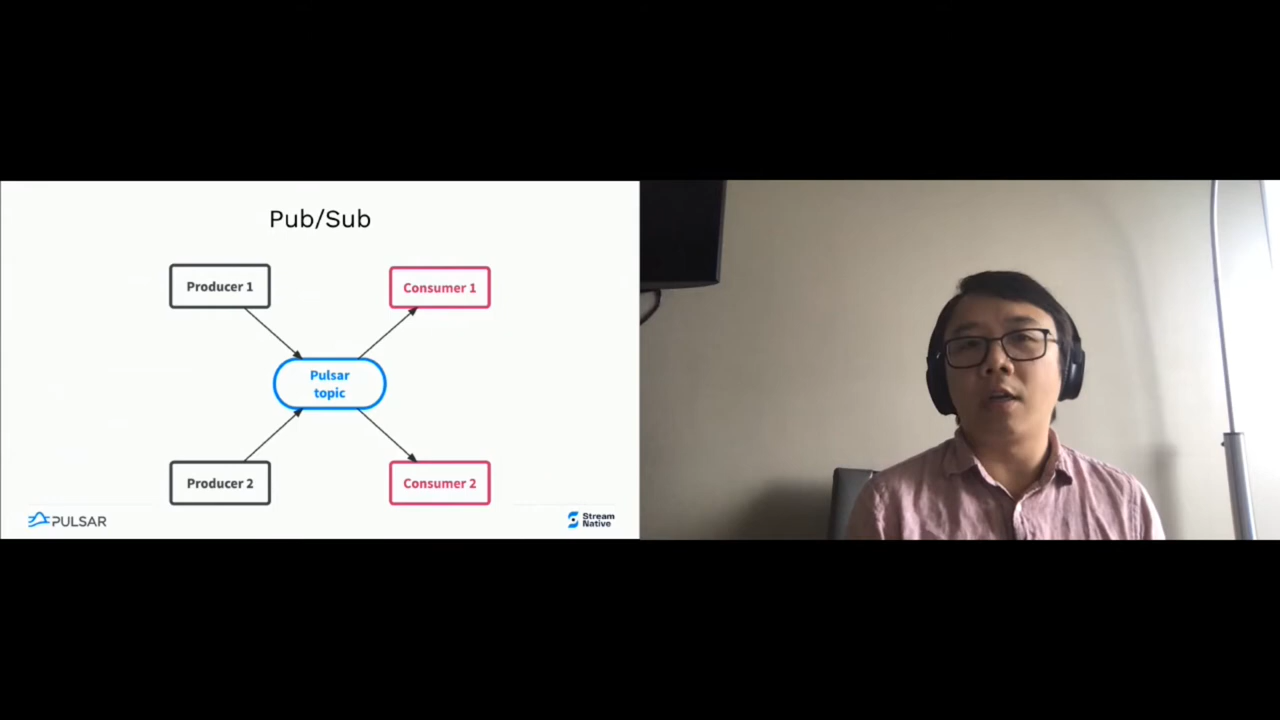 Pub/Sub
Producer 1
Consumer 1
Pulsar
topic
Producer 2
Consumer 2
PULSAR
Stream
Native